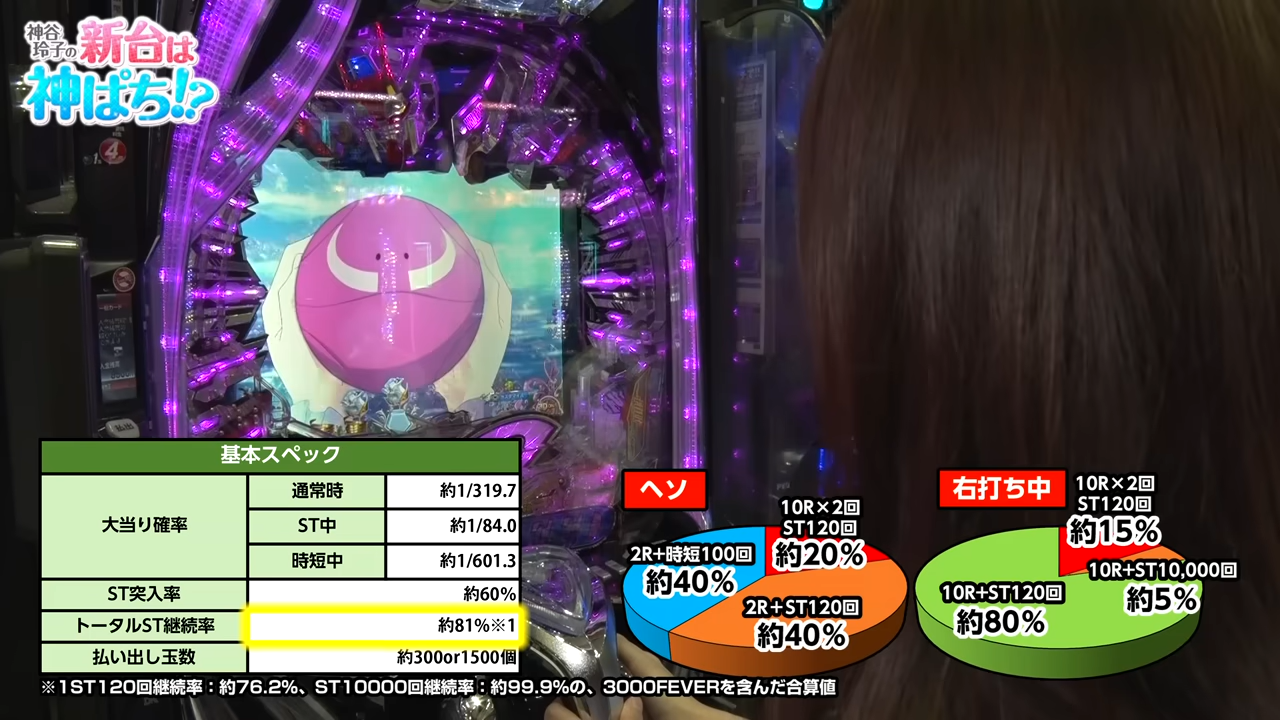 神谷玲子の新台は
神ぱち!?
4
基本スペック
大当り確率
通常時
約1/319.7
ST中
約1/84.0
時短中
約1/601.3
ST突入率
約60%
トータルST継続率
約81%※1
払い出し玉数
約300or1500個
※1ST120回継続率：約76.2%、ST10000回継続率：約99.9%の、3000FEVERを含んだ合算値
ヘソ
10R×2回
ST120回
約20%
2R+時短100回
約40%
2R+ST120回
約40%
右打ち中
10R×2回
ST120回
約15%
10R+ST10,000回
約5%
10R+ST120回
約80%